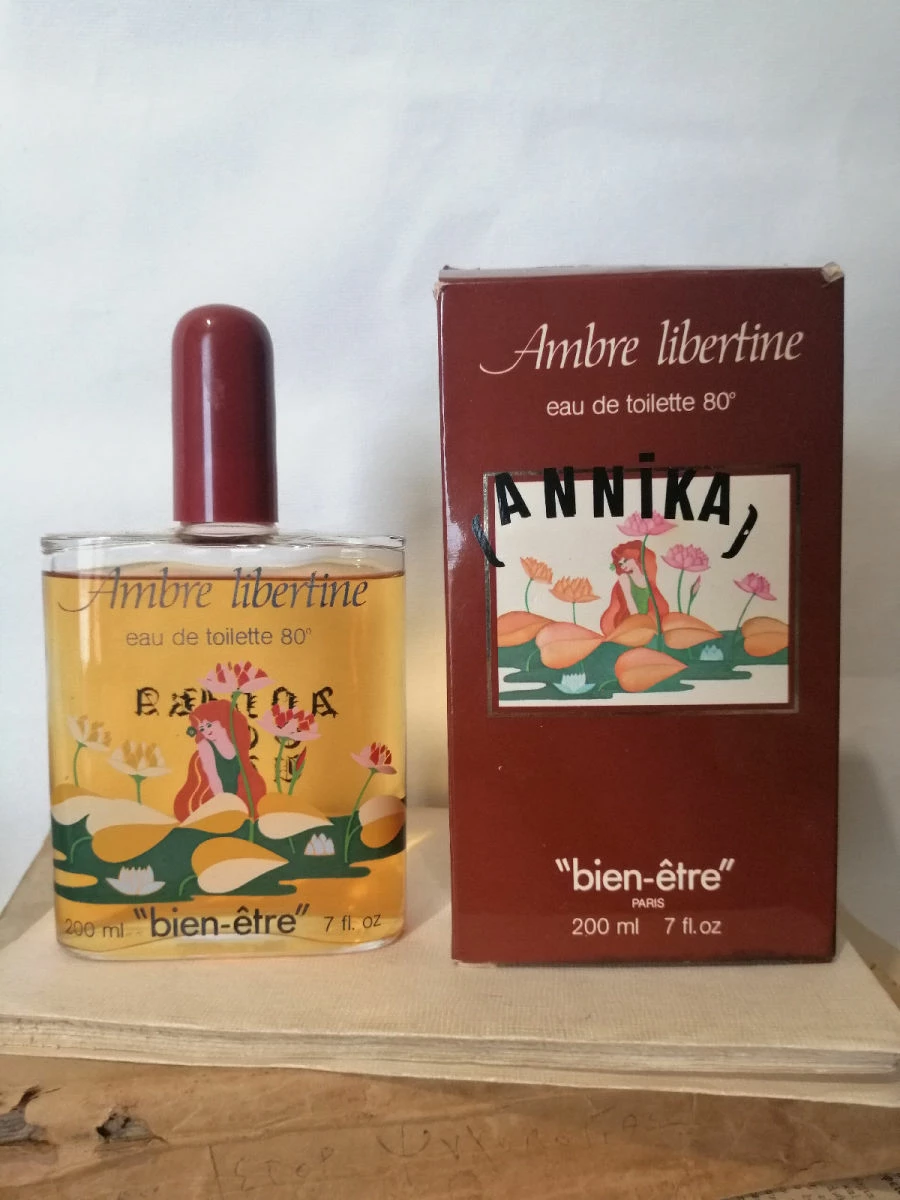 Ambre libertine
eau de toilette 80°
200 ml "bien-être" 7 fl. oz
Ambre libertine
eau de toilette 80°
(ANNĪKA)
"bien-être"
PARIS
200 ml 7 fl.oz